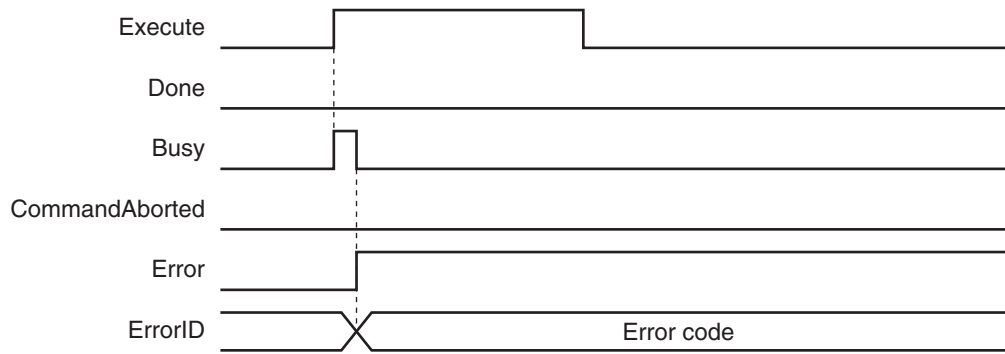 Execute
Done
Busy
CommandAborted
Error
ErrorID
Error code